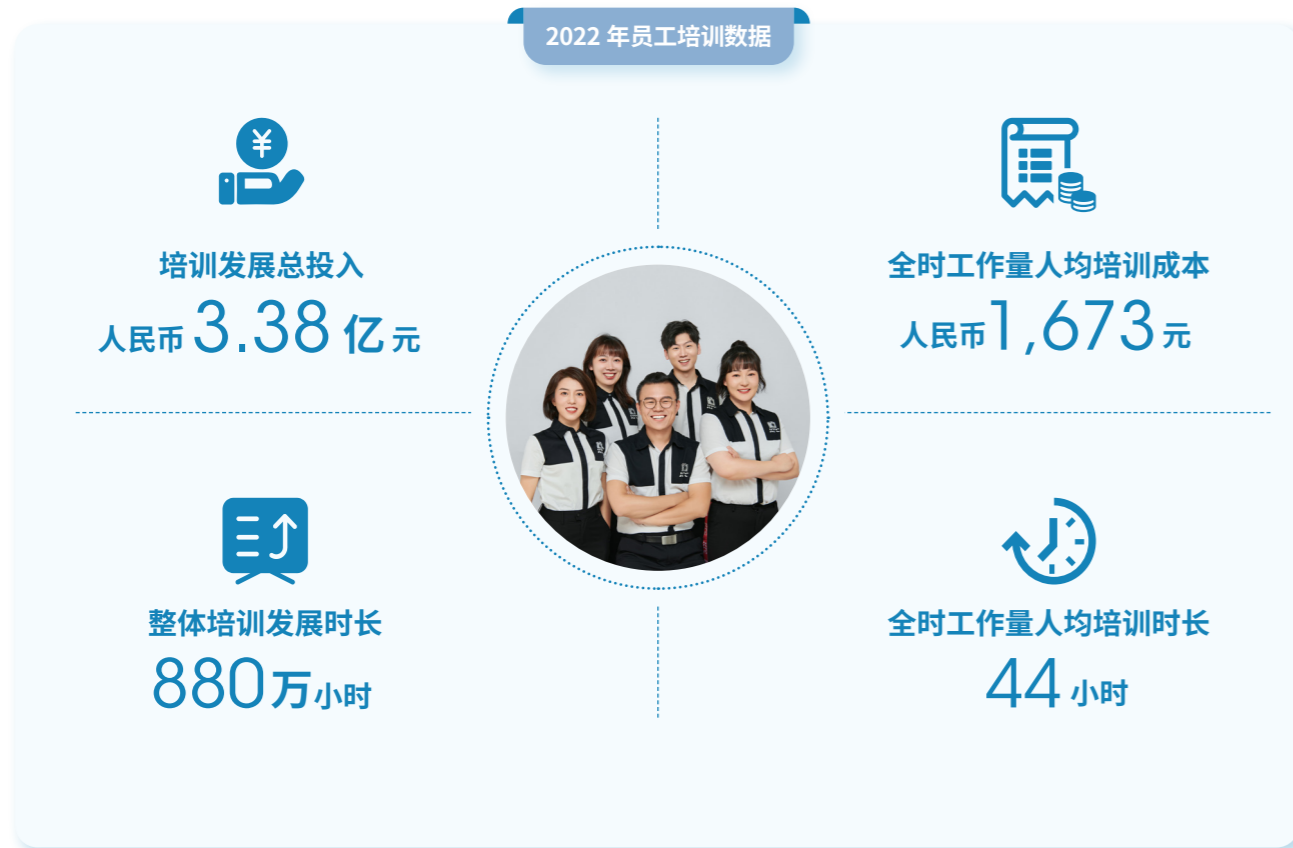 2022 年员工培训数据
培训发展总投入
人民币 3.38 亿元
全时工作量人均培训成本
人民币1,673 元
整体培训发展时长
880万小时
全时工作量人均培训时长
44 小时